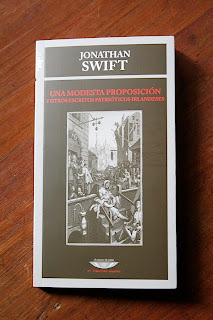 JONATHAN
SWIFT
UNA MODESTA PROPOSICIÓN
Y OTROS ESCRITOS PATRIÓTICOS IRLANDESES